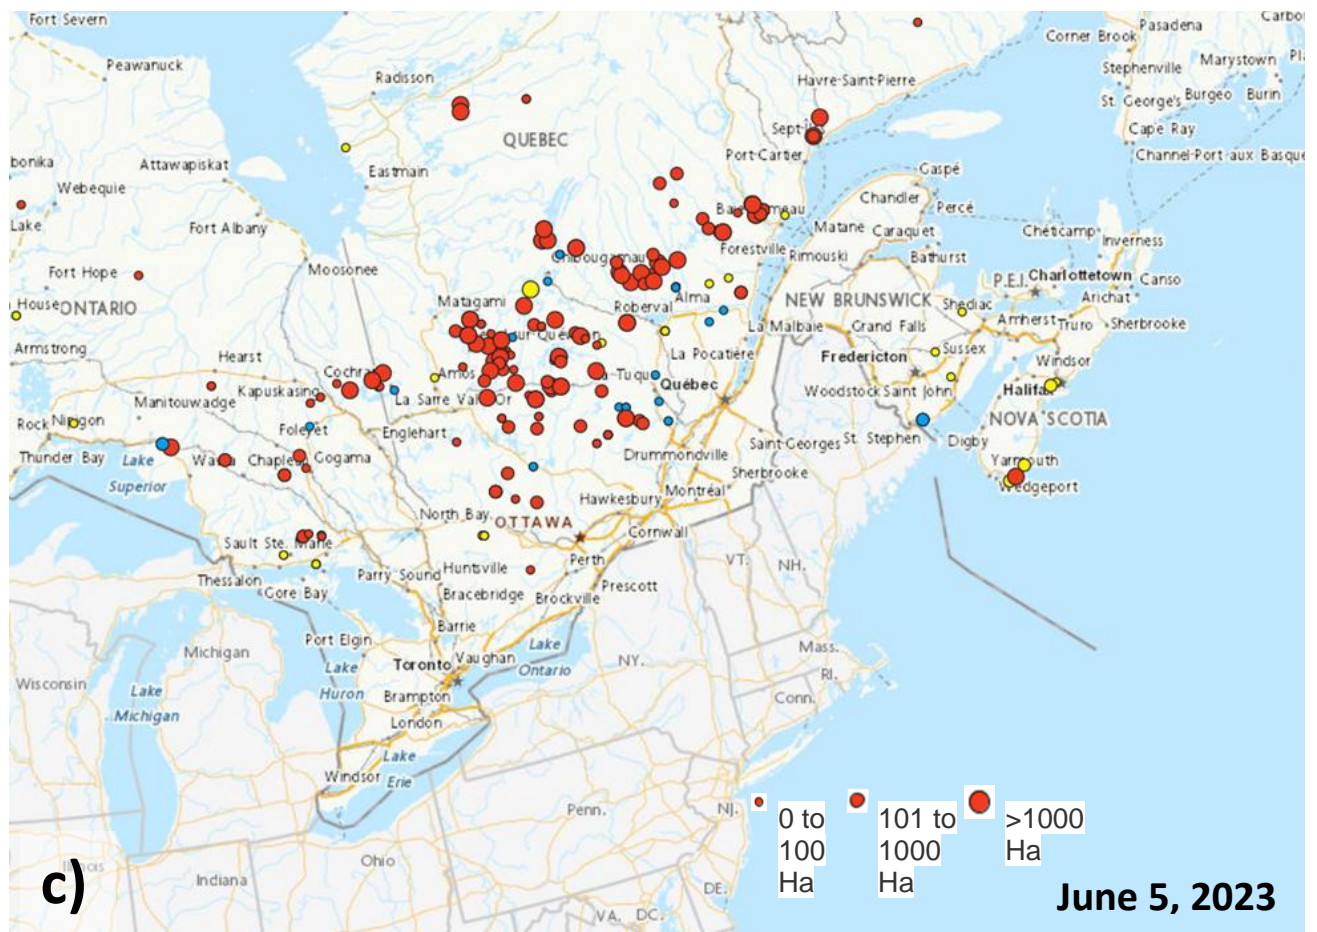 Fort Severn
Pasadena
Corner Brook
Peawanuck
Marystown
Stephenville
Radisson
Havre-Saint-Pierre
St. George's
Burgeo
Burin
QUEBEC
Cape Ray
Port-Cartier
Channel-Port aux Basque
Attawapiskat
Eastmain
Gaspé
Webequie
Chandler
Percé
Lake
Fort Albany
Matane
Caraquet
Chéticamp
Inverness
Forestville
Rimouski
Bathurst
Fort Hope
Moosonee
P.E.I.
Charlottetown
Canso
House
ONTARIO
Matagami
Roberval
Alma
NEW BRUNSWICK
Shediac
Arichat
Amherst
Truro
Sherbrooke
La Malbaie
Grand Falls
Armstrong
Hearst
La Pocatière
Fredericton
Sussex
Windsor
Amos
Québec
Kapuskasing
Woodstock
Saint John
Halifax
Manitouwadge
La Sarre
NOVA SCOTIA
Rock
Foleyet
Englehart
Saint-Georges
St. Stephen
Digby
Thunder Bay
Lake
Superior
Gogama
Drummondville
Yarmouth
Sherbrooke
Wedgeport
Hawkesbury
Montréal
North Bay
OTTAWA
Cornwall
Sault Ste. Marie
Perth
VT.
NH.
Thessalon
Parry Sound
Huntsville
Prescott
Gore Bay
Bracebridge
Brockville
Barrie
Port Elgin
Lake
Ontario
Mass.
Michigan
Lake
Huron
Toronto
Vaughan
NY.
RI.
Wisconsin
Lake
Michigan
Brampton
Conn.
London
Lake
Erie
Windsor
Penn.
NJ.
0 to
100
Ha
101 to
1000
Ha
>1000
Ha
Ohio
Indiana
c)
DE.
June 5, 2023
VA.
DC.